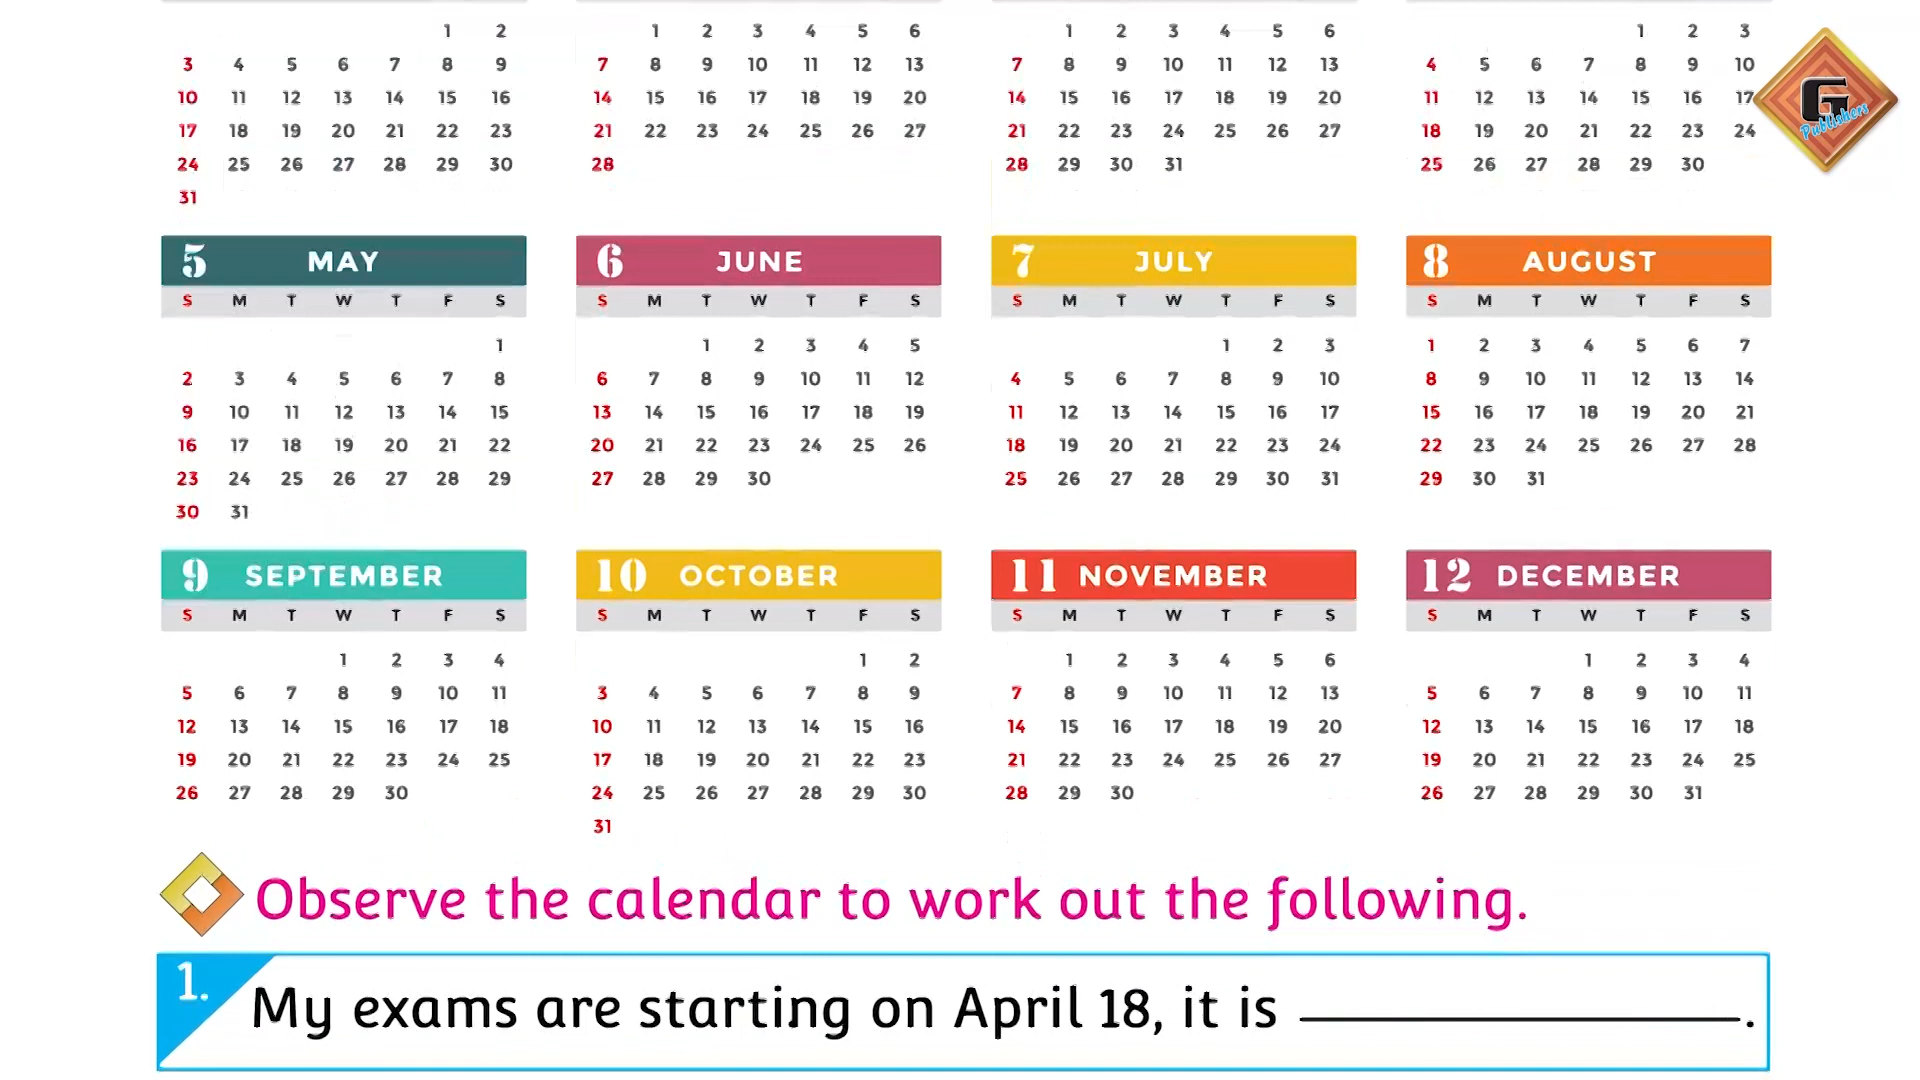 1 2
3 4 5 6 7 8 9
10 11 12 13 14 15 16
17 18 19 20 21 22 23
24 25 26 27 28 29 30
31
1 2 3 4 5 6
7 8 9 10 11 12 13
14 15 16 17 18 19 20
21 22 23 24 25 26 27
28
1 2 3 4 5 6
7 8 9 10 11 12 13
14 15 16 17 18 19 20
21 22 23 24 25 26 27
28 29 30 31
1 2 3
4 5 6 7 8 9 10
11 12 13 14 15 16 17
18 19 20 21 22 23 24
25 26 27 28 29 30
G
Publishers
5 MAY
S M T W T F S
1
2 3 4 5 6 7 8
9 10 11 12 13 14 15
16 17 18 19 20 21 22
23 24 25 26 27 28 29
30 31
6 JUNE
S M T W T F S
1 2 3 4 5
6 7 8 9 10 11 12
13 14 15 16 17 18 19
20 21 22 23 24 25 26
27 28 29 30
7 JULY
S M T W T F S
1 2 3
4 5 6 7 8 9 10
11 12 13 14 15 16 17
18 19 20 21 22 23 24
25 26 27 28 29 30 31
8 AUGUST
S M T W T F S
1 2 3 4 5 6 7
8 9 10 11 12 13 14
15 16 17 18 19 20 21
22 23 24 25 26 27 28
29 30 31
9 SEPTEMBER
S M T W T F S
1 2 3 4
5 6 7 8 9 10 11
12 13 14 15 16 17 18
19 20 21 22 23 24 25
26 27 28 29 30
10 OCTOBER
S M T W T F S
1 2
3 4 5 6 7 8 9
10 11 12 13 14 15 16
17 18 19 20 21 22 23
24 25 26 27 28 29 30
31
11 NOVEMBER
S M T W T F S
1 2 3 4 5 6
7 8 9 10 11 12 13
14 15 16 17 18 19 20
21 22 23 24 25 26 27
28 29 30
12 DECEMBER
S M T W T F S
1 2 3 4
5 6 7 8 9 10 11
12 13 14 15 16 17 18
19 20 21 22 23 24 25
26 27 28 29 30 31
Observe the calendar to work out the following.
1. My exams are starting on April 18, it is ____________.